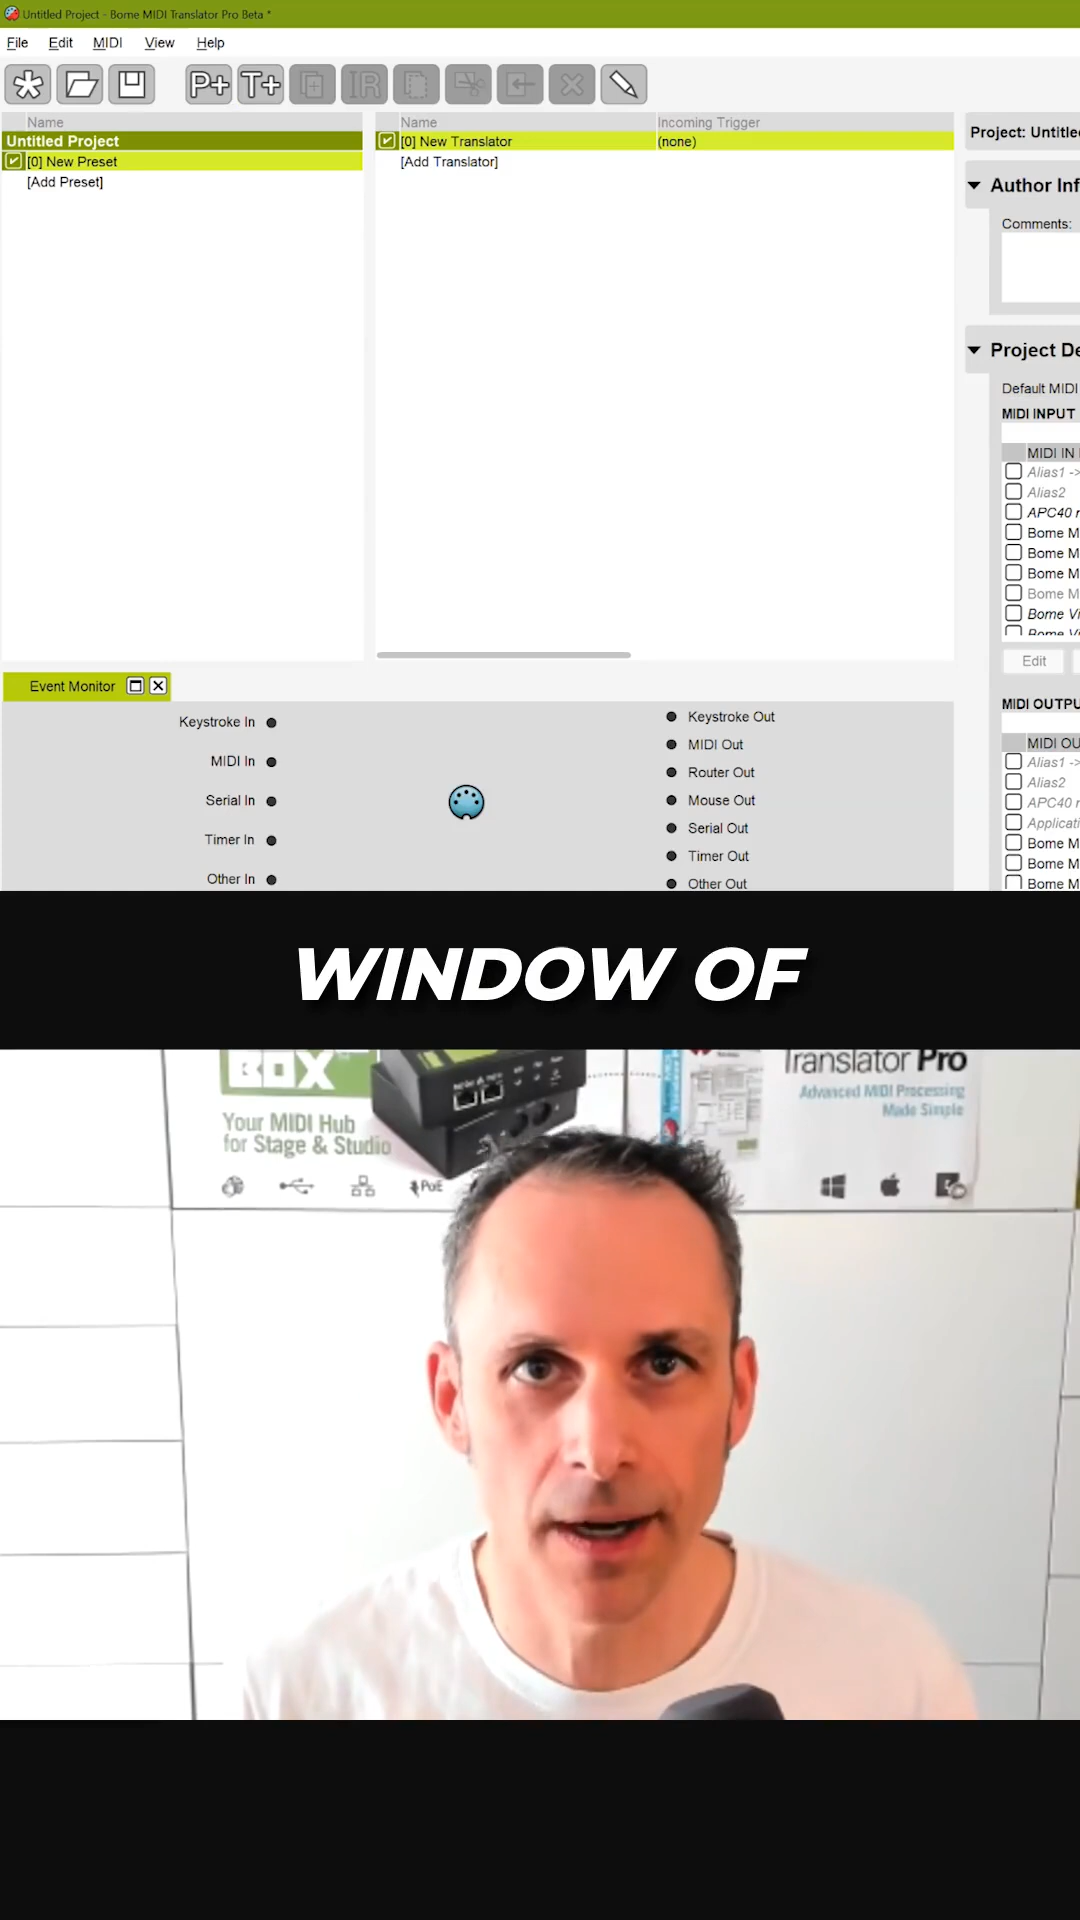 Untitled Project - Bome MIDI Translator Pro Beta *
File Edit MIDI View Help
P+ T+ IR
Name
Untitled Project
[0] New Preset
[Add Preset]
Name Incoming Trigger
[0] New Translator (none)
[Add Translator]
Project: Untitle
Author Inf
Comments:
Project De
Default MIDI
MIDI INPUT
MIDI IN
Alias1 ->
Alias2
APC40
Bome M
Bome M
Bome M
Bome M
Bome Vi
Bome Vi
Edit
MIDI OUTPU
MIDI OU
Alias1 ->
Alias2
APC40
Applicati
Bome M
Bome M
Bome M
Event Monitor
Keystroke In
MIDI In
Serial In
Timer In
Other In
Keystroke Out
MIDI Out
Router Out
Mouse Out
Serial Out
Timer Out
Other Out
WINDOW OF
BOX
Your MIDI Hub
for Stage & Studio
PoE
Translator Pro
Advanced MIDI Processing
Made Simple